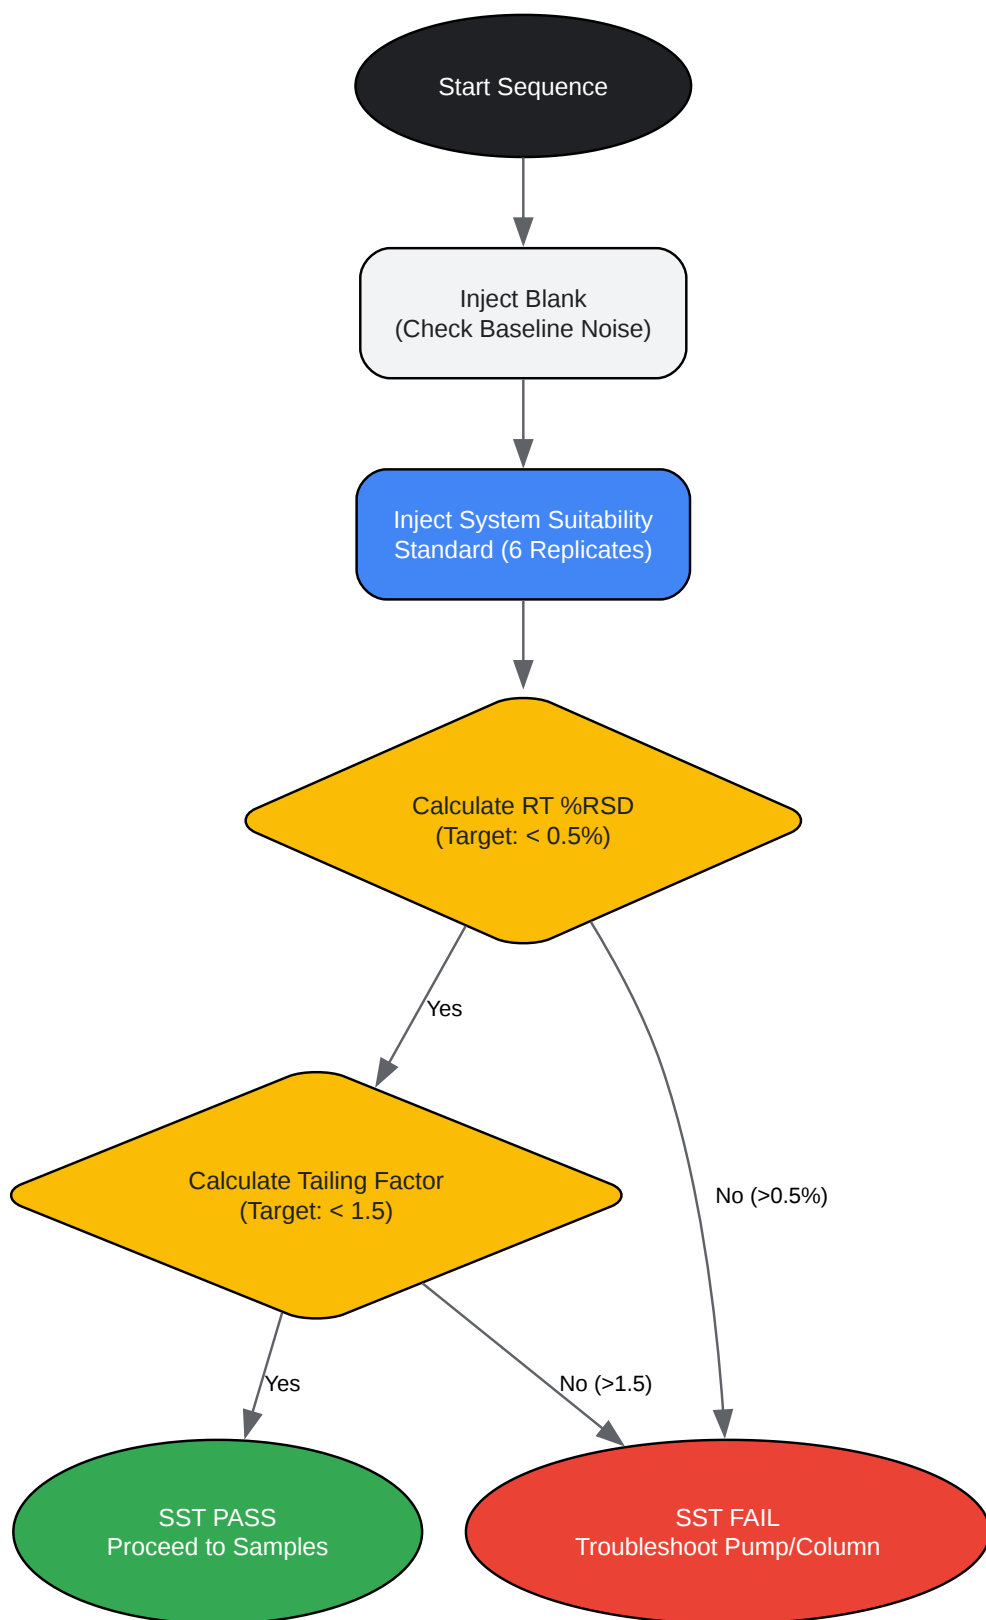 Start Sequence
Inject Blank
(Check Baseline Noise)
Inject System Suitability
Standard (6 Replicates)
Calculate RT %RSD
(Target: < 0.5%)
Yes
Calculate Tailing Factor
(Target: < 1.5)
No (>0.5%)
Yes
No (>1.5)
SST PASS
Proceed to Samples
SST FAIL
Troubleshoot Pump/Column